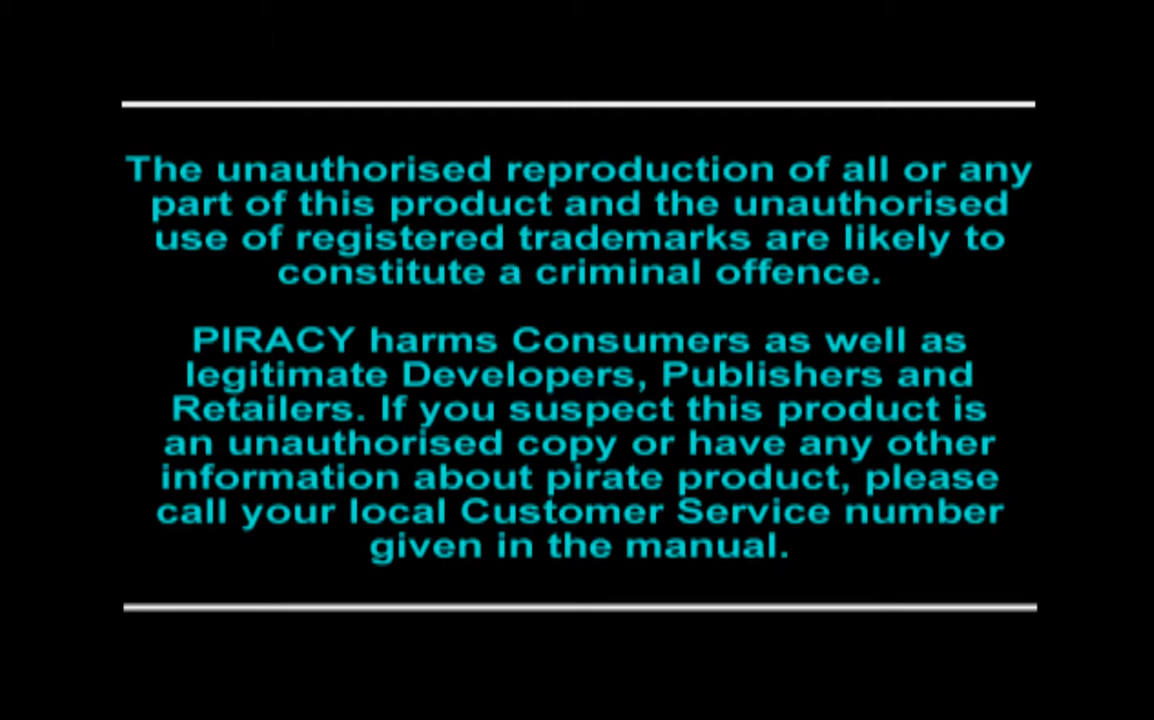 The unauthorised reproduction of all or any
part of this product and the unauthorised
use of registered trademarks are likely to
constitute a criminal offence.
PIRACY harms Consumers as well as
legitimate Developers, Publishers and
Retailers. If you suspect this product is
an unauthorised copy or have any other
information about pirate product, please
call your local Customer Service number
given in the manual.